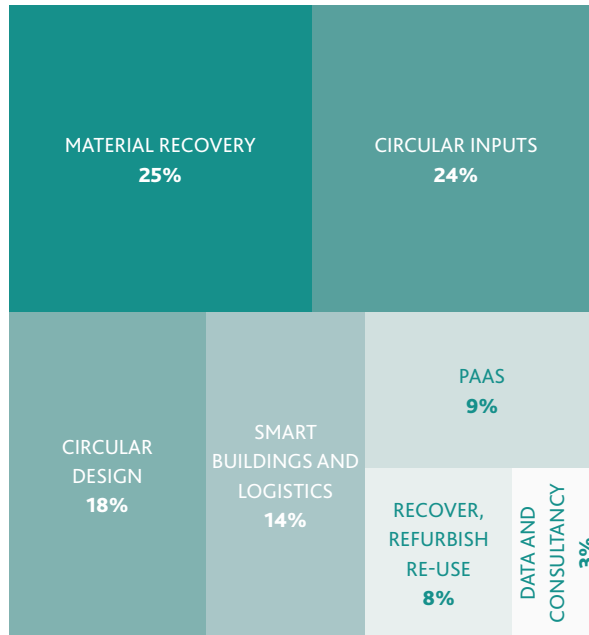 MATERIAL RECOVERY
25%
CIRCULAR INPUTS
24%
CIRCULAR
DESIGN
18%
SMART
BUILDINGS AND
LOGISTICS
14%
PAAS
9%
RECOVER,
REFURBISH
RE-USE
8%
DATA AND
CONSULTANCY
3%